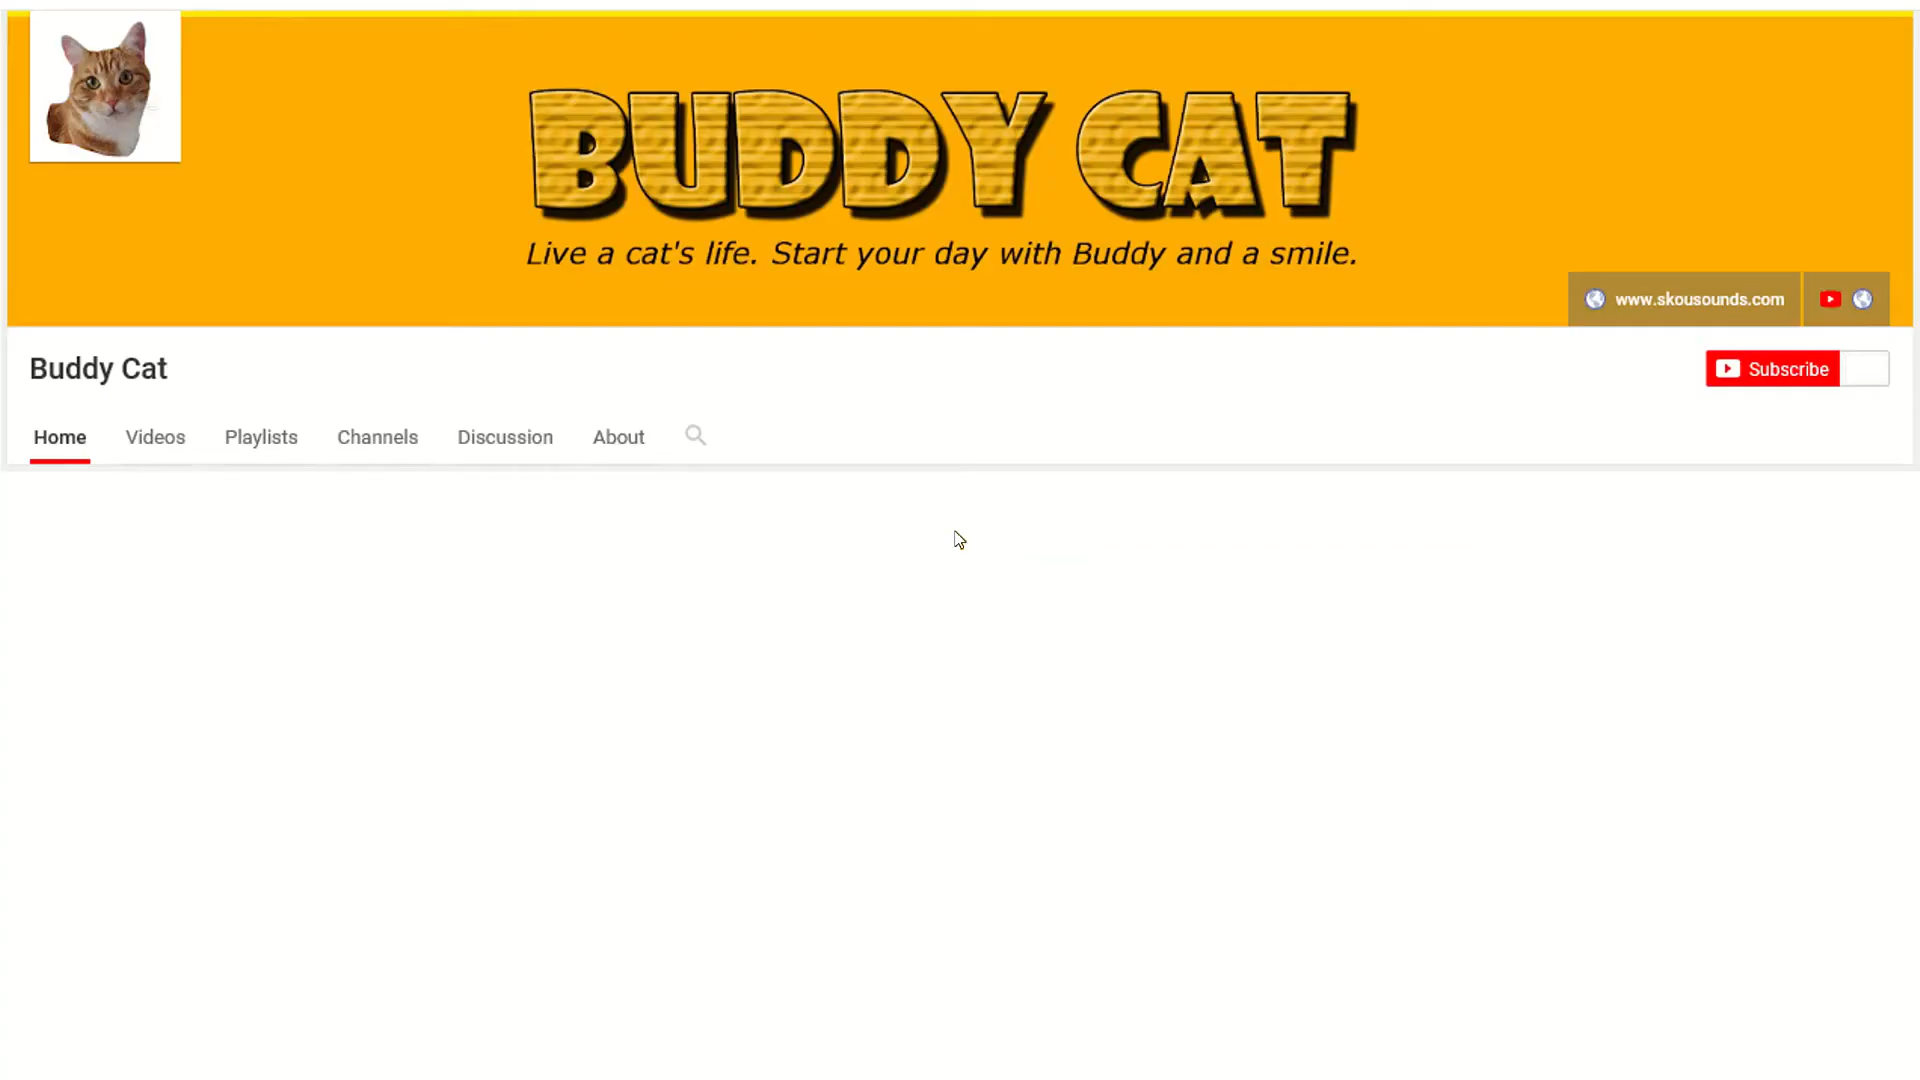 BUDDY CAT
Live a cat's life. Start your day with Buddy and a smile.
www.skousounds.com
Buddy Cat
Subscribe
Home Videos Playlists Channels Discussion About